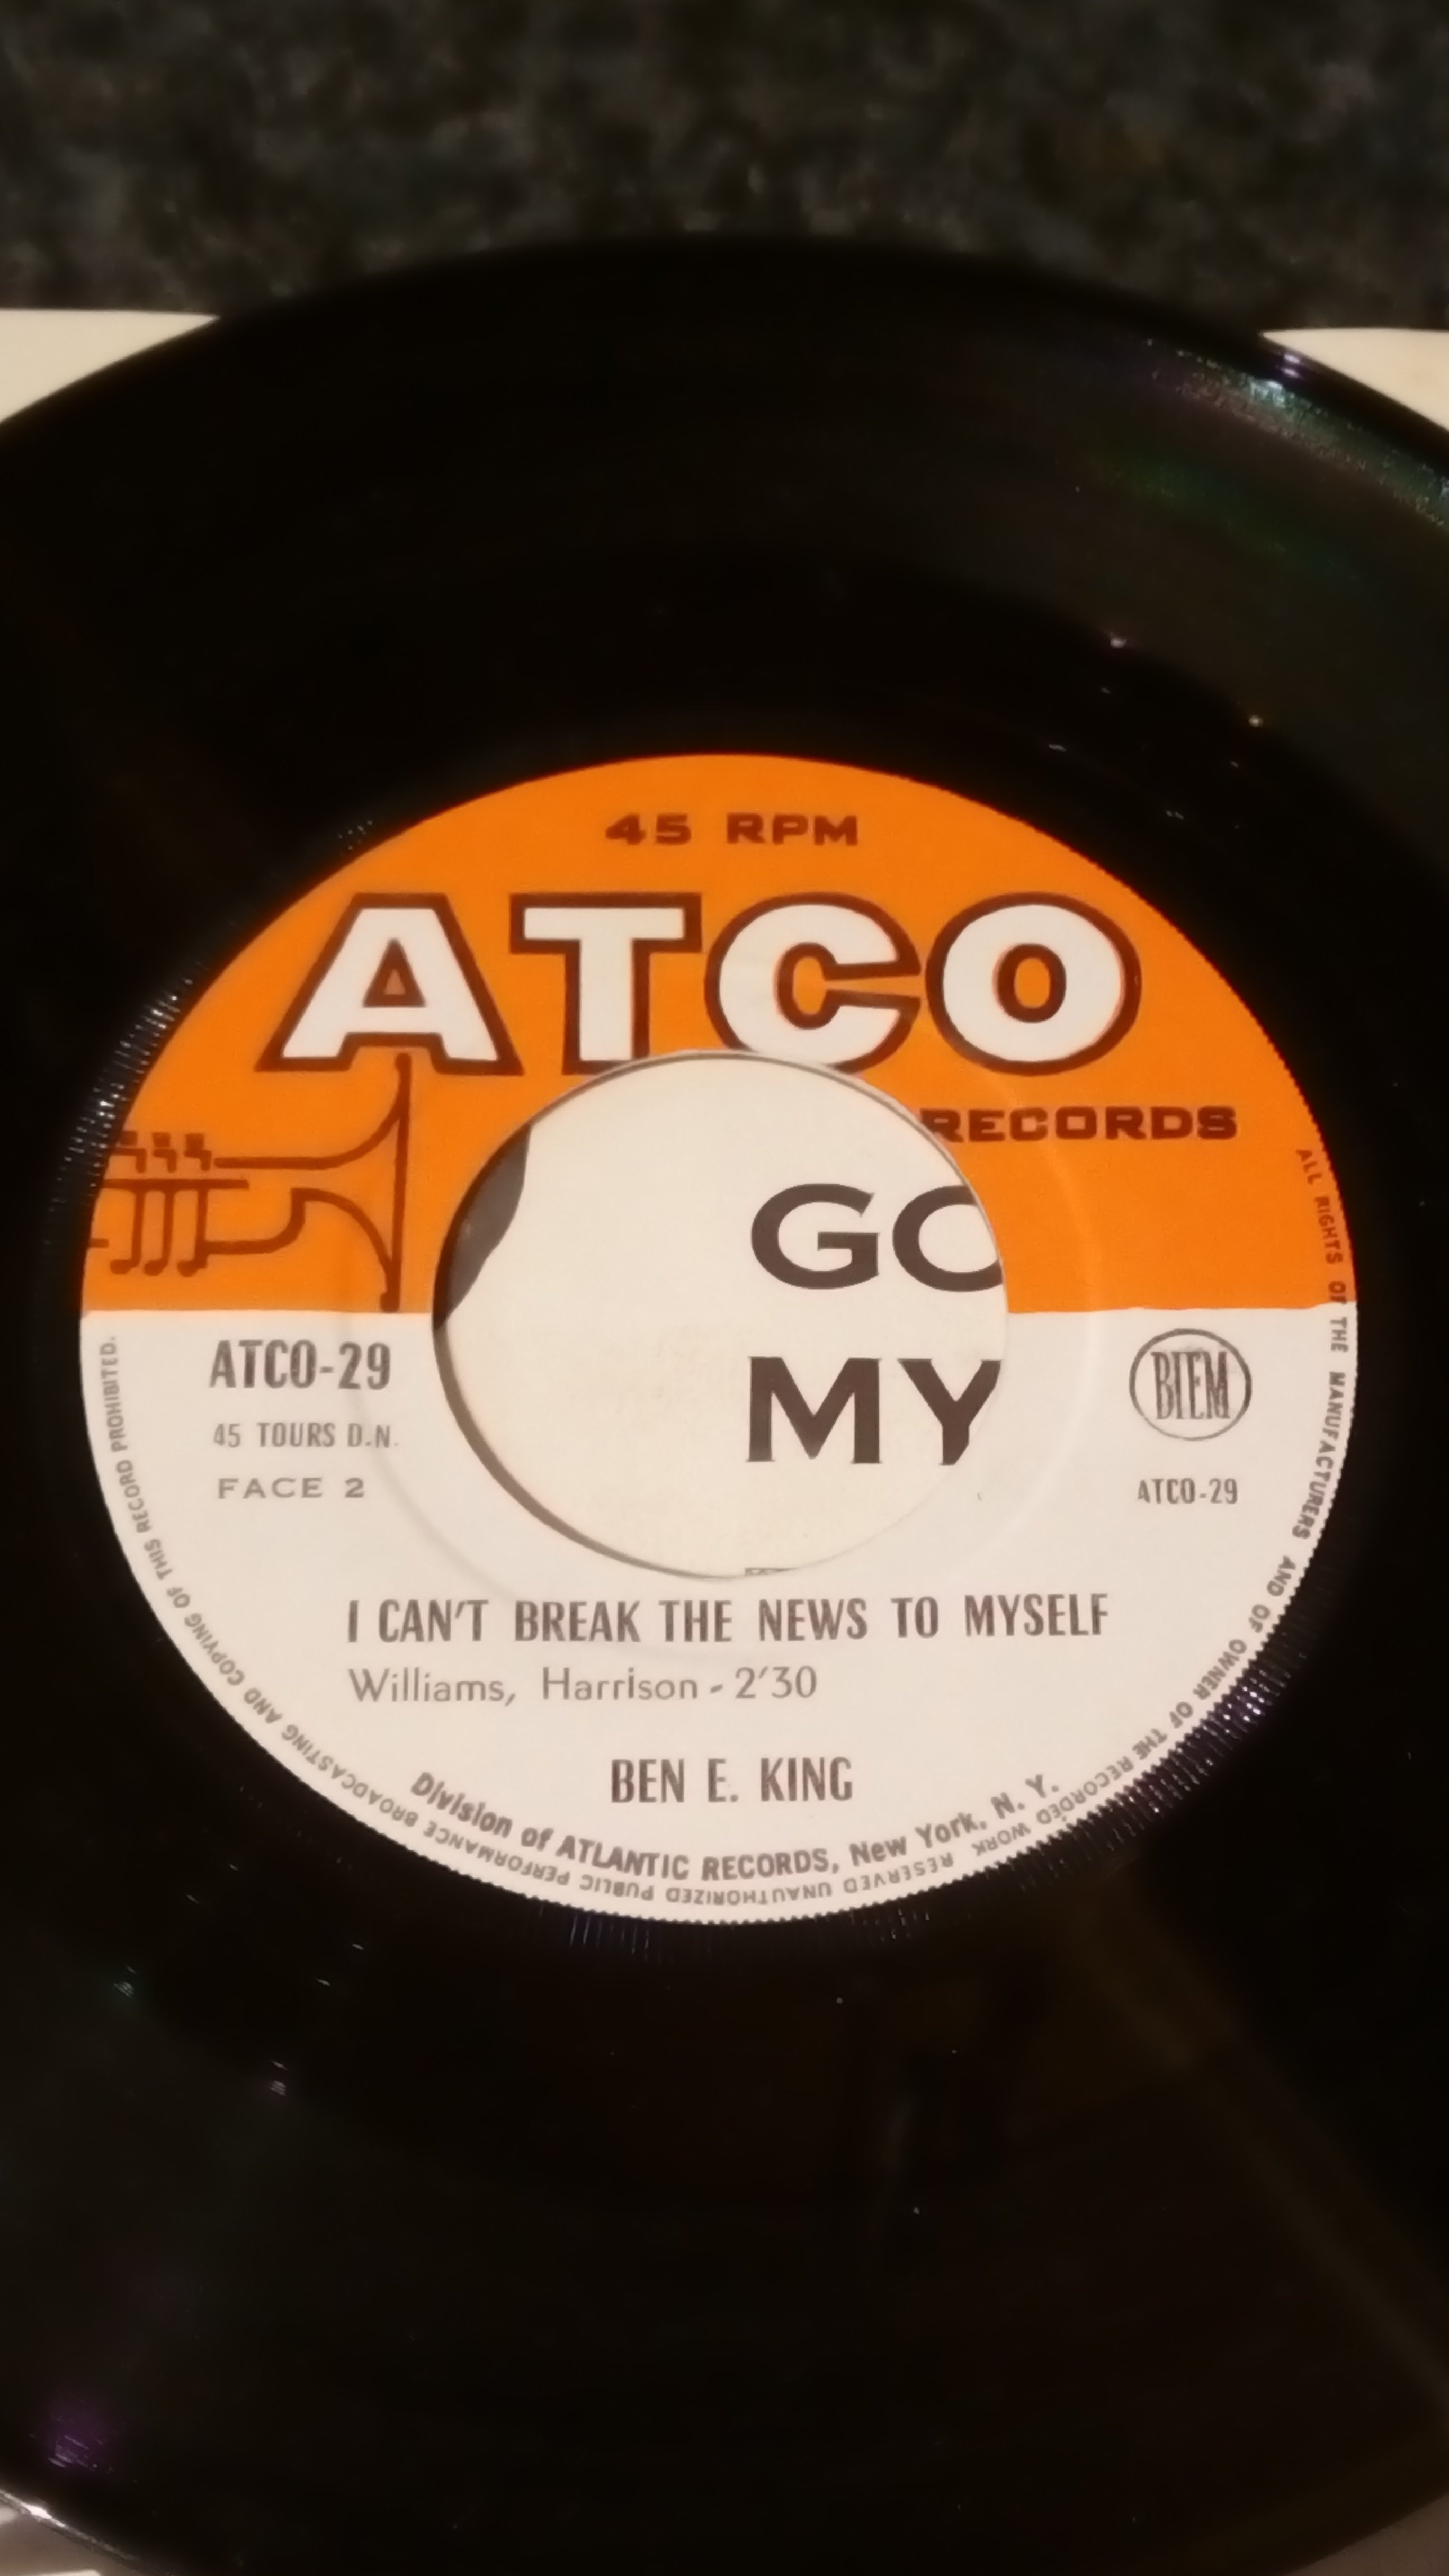 45 RPM
ATCO
RECORDS
GO
MY
ATCO-29
45 TOURS D.N.
FACE 2
BIEM
ATCO-29
I CAN'T BREAK THE NEWS TO MYSELF
Williams, Harrison - 2'30
BEN E. KING
Division of ATLANTIC RECORDS, New York, N. Y.
ALL RIGHTS OF THE MANUFACTURERS AND OF OWNER OF THE RECORDED WORK RESERVED UNAUTHORIZED PUBLIC PERFORMANCE BROADCASTING AND COPYING OF THIS RECORD PROHIBITED.